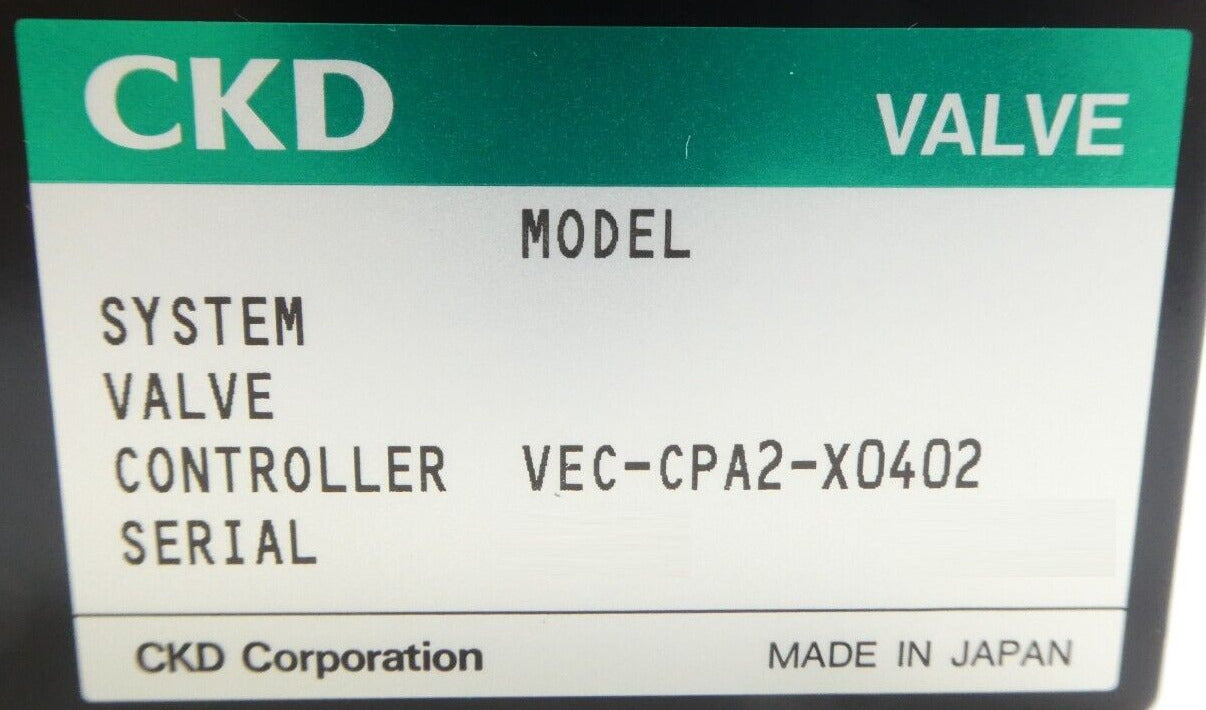 CKD VALVE
MODEL
SYSTEM
VALVE
CONTROLLER VEC-CPA2-X0402
SERIAL
CKD Corporation MADE IN JAPAN